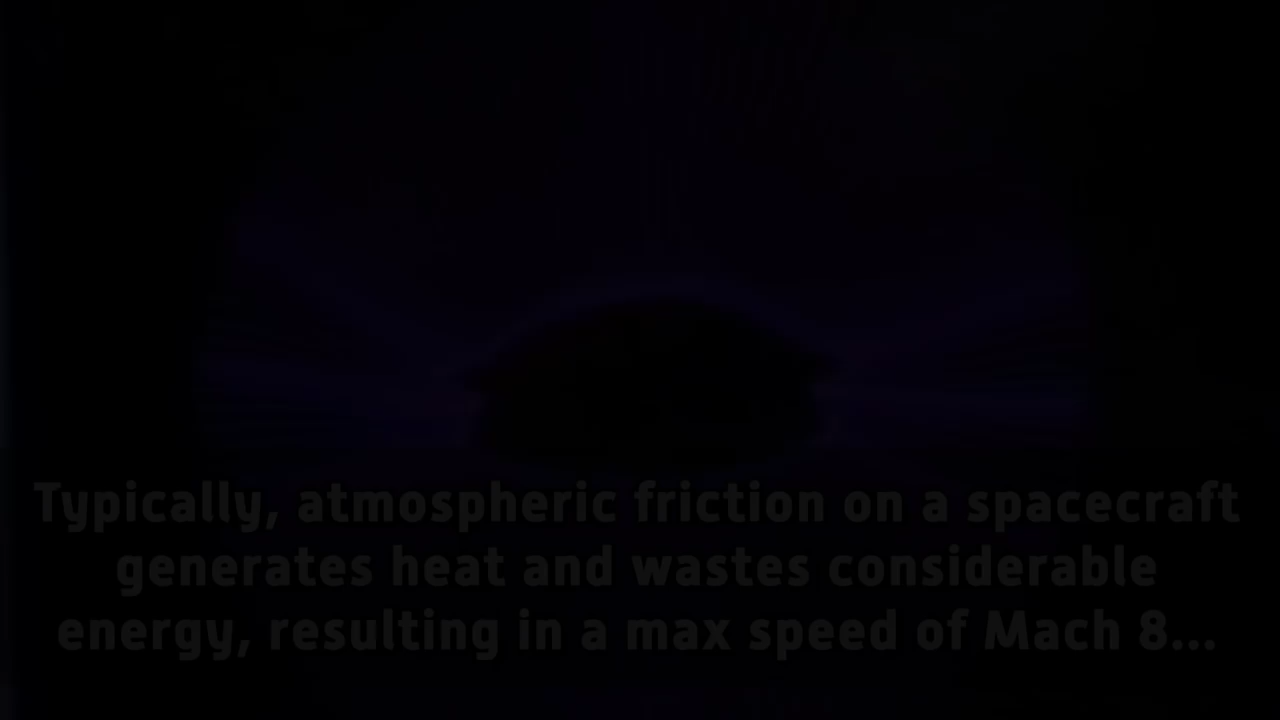 Typically, atmospheric friction on a spacecraft
generates heat and wastes considerable
energy, resulting in a max speed of Mach 8...